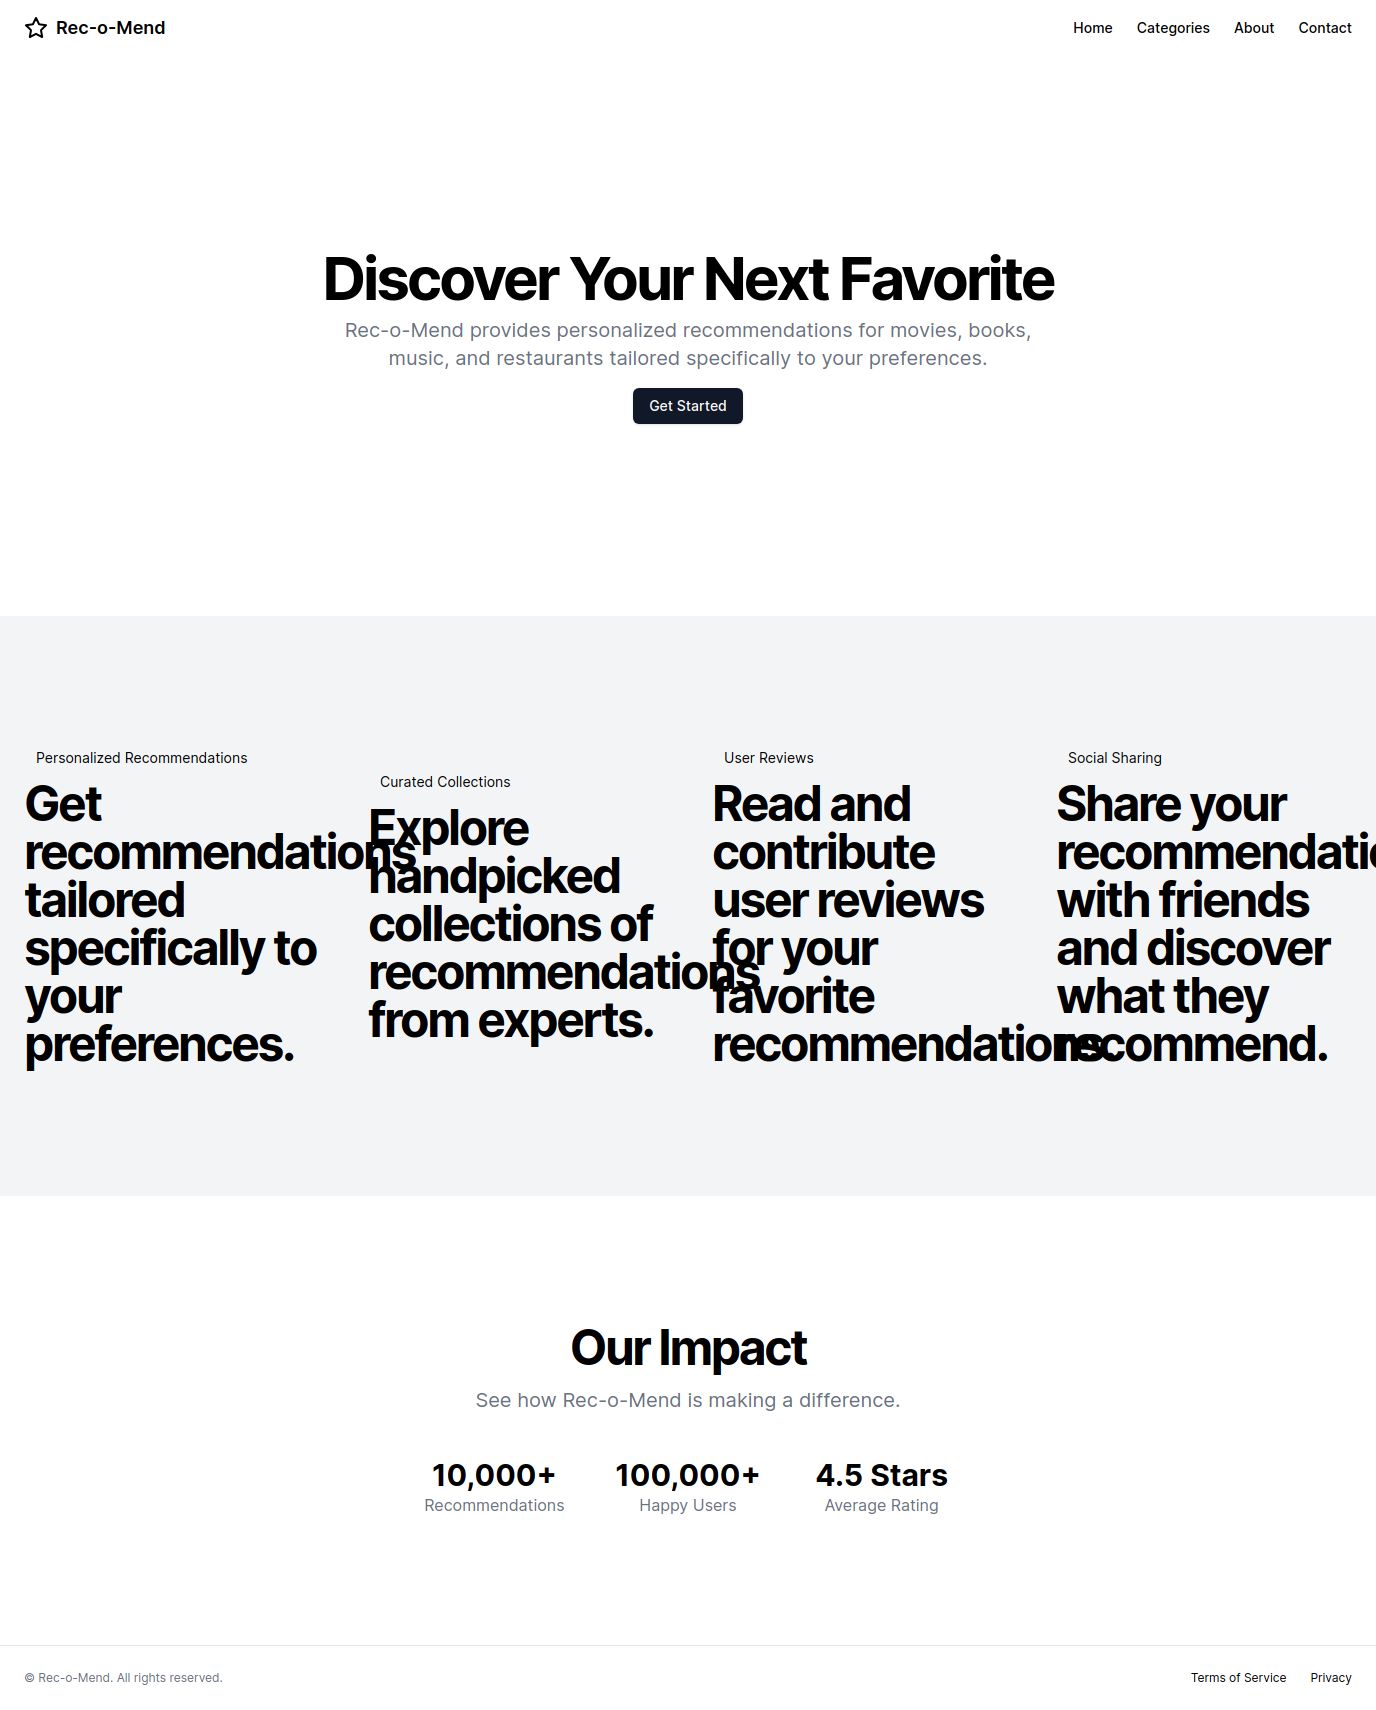 Rec-o-Mend
Home
Categories
About
Contact
Discover Your Next Favorite
Rec-o-Mend provides personalized recommendations for movies, books,
music, and restaurants tailored specifically to your preferences.
Get Started
Personalized Recommendations
Get
recommendations
tailored
specifically to
your
preferences.
Curated Collections
Explore
handpicked
collections of
recommendations
from experts.
User Reviews
Read and
contribute
user reviews
for your
favorite
recommendations.
Social Sharing
Share your
recommendatio
with friends
and discover
what they
recommend.
Our Impact
See how Rec-o-Mend is making a difference.
10,000+
Recommendations
100,000+
Happy Users
4.5 Stars
Average Rating
© Rec-o-Mend. All rights reserved.
Terms of Service
Privacy